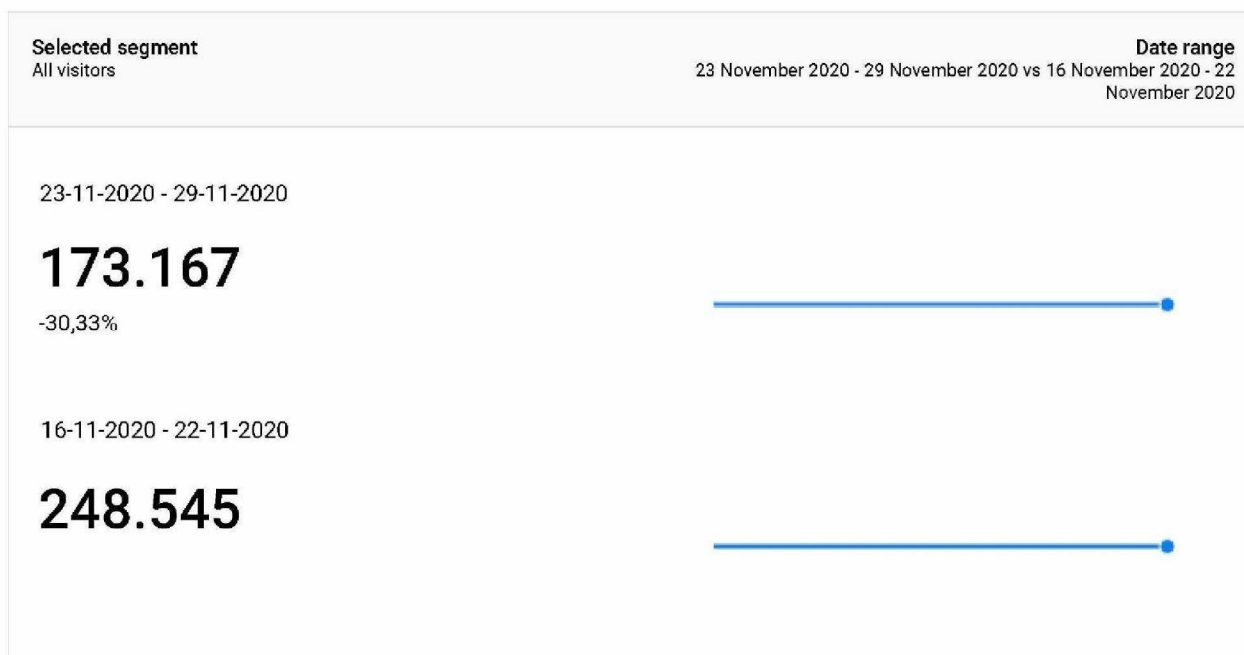 Selected segment
All visitors
Date range
23 November 2020 - 29 November 2020 vs 16 November 2020 - 22
November 2020
23-11-2020 - 29-11-2020
173.167
-30,33%
16-11-2020 - 22-11-2020
248.545